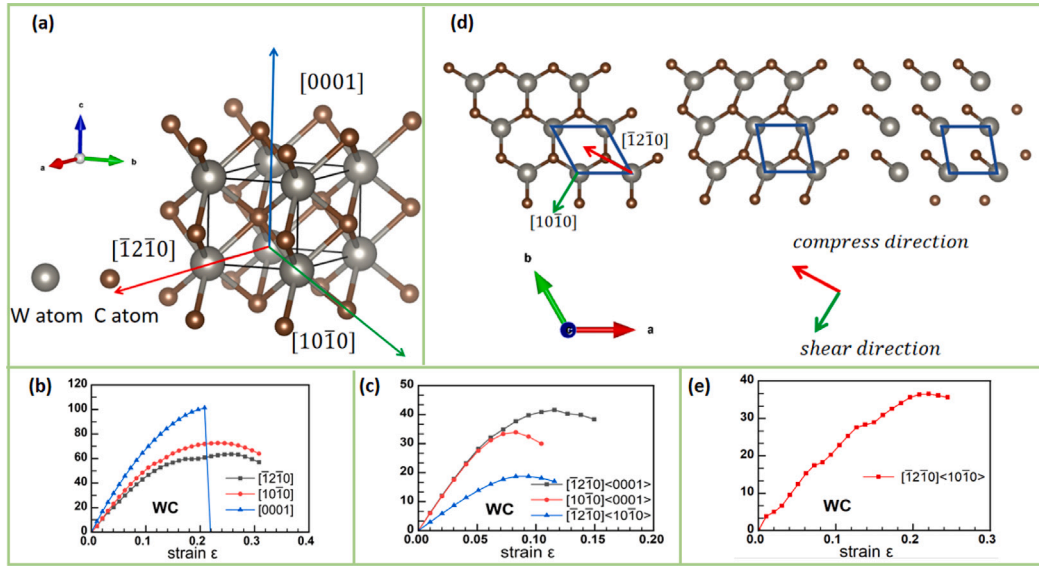 (a)
[0001]
c
a
b
[1̅21̅0]
W atom
C atom
[101̅0]
(d)
[1̅21̅0]
[101̅0]
b
c
a
compress direction
shear direction
(b)
120
100
80
60
40
20
0
[1̅21̅0]
[101̅0]
[0001]
WC
0.0
0.1
0.2
0.3
0.4
strain ε
(c)
50
40
30
20
10
0
[1̅21̅0]<0001>
[101̅0]<0001>
[1̅21̅0]<101̅0>
WC
0.00
0.05
0.10
0.15
0.20
strain ε
(e)
40
30
20
10
0
[1̅21̅0]<101̅0>
WC
0.0
0.1
0.2
0.3
strain ε